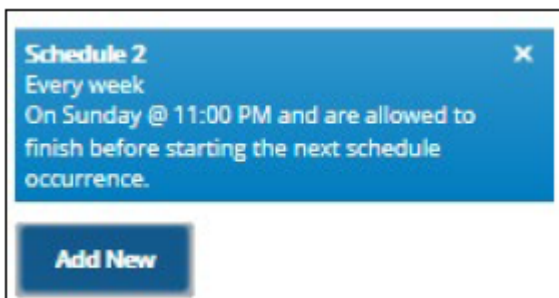 Schedule 2 ×
Every week
On Sunday @ 11:00 PM and are allowed to
finish before starting the next schedule
occurrence.
Add New